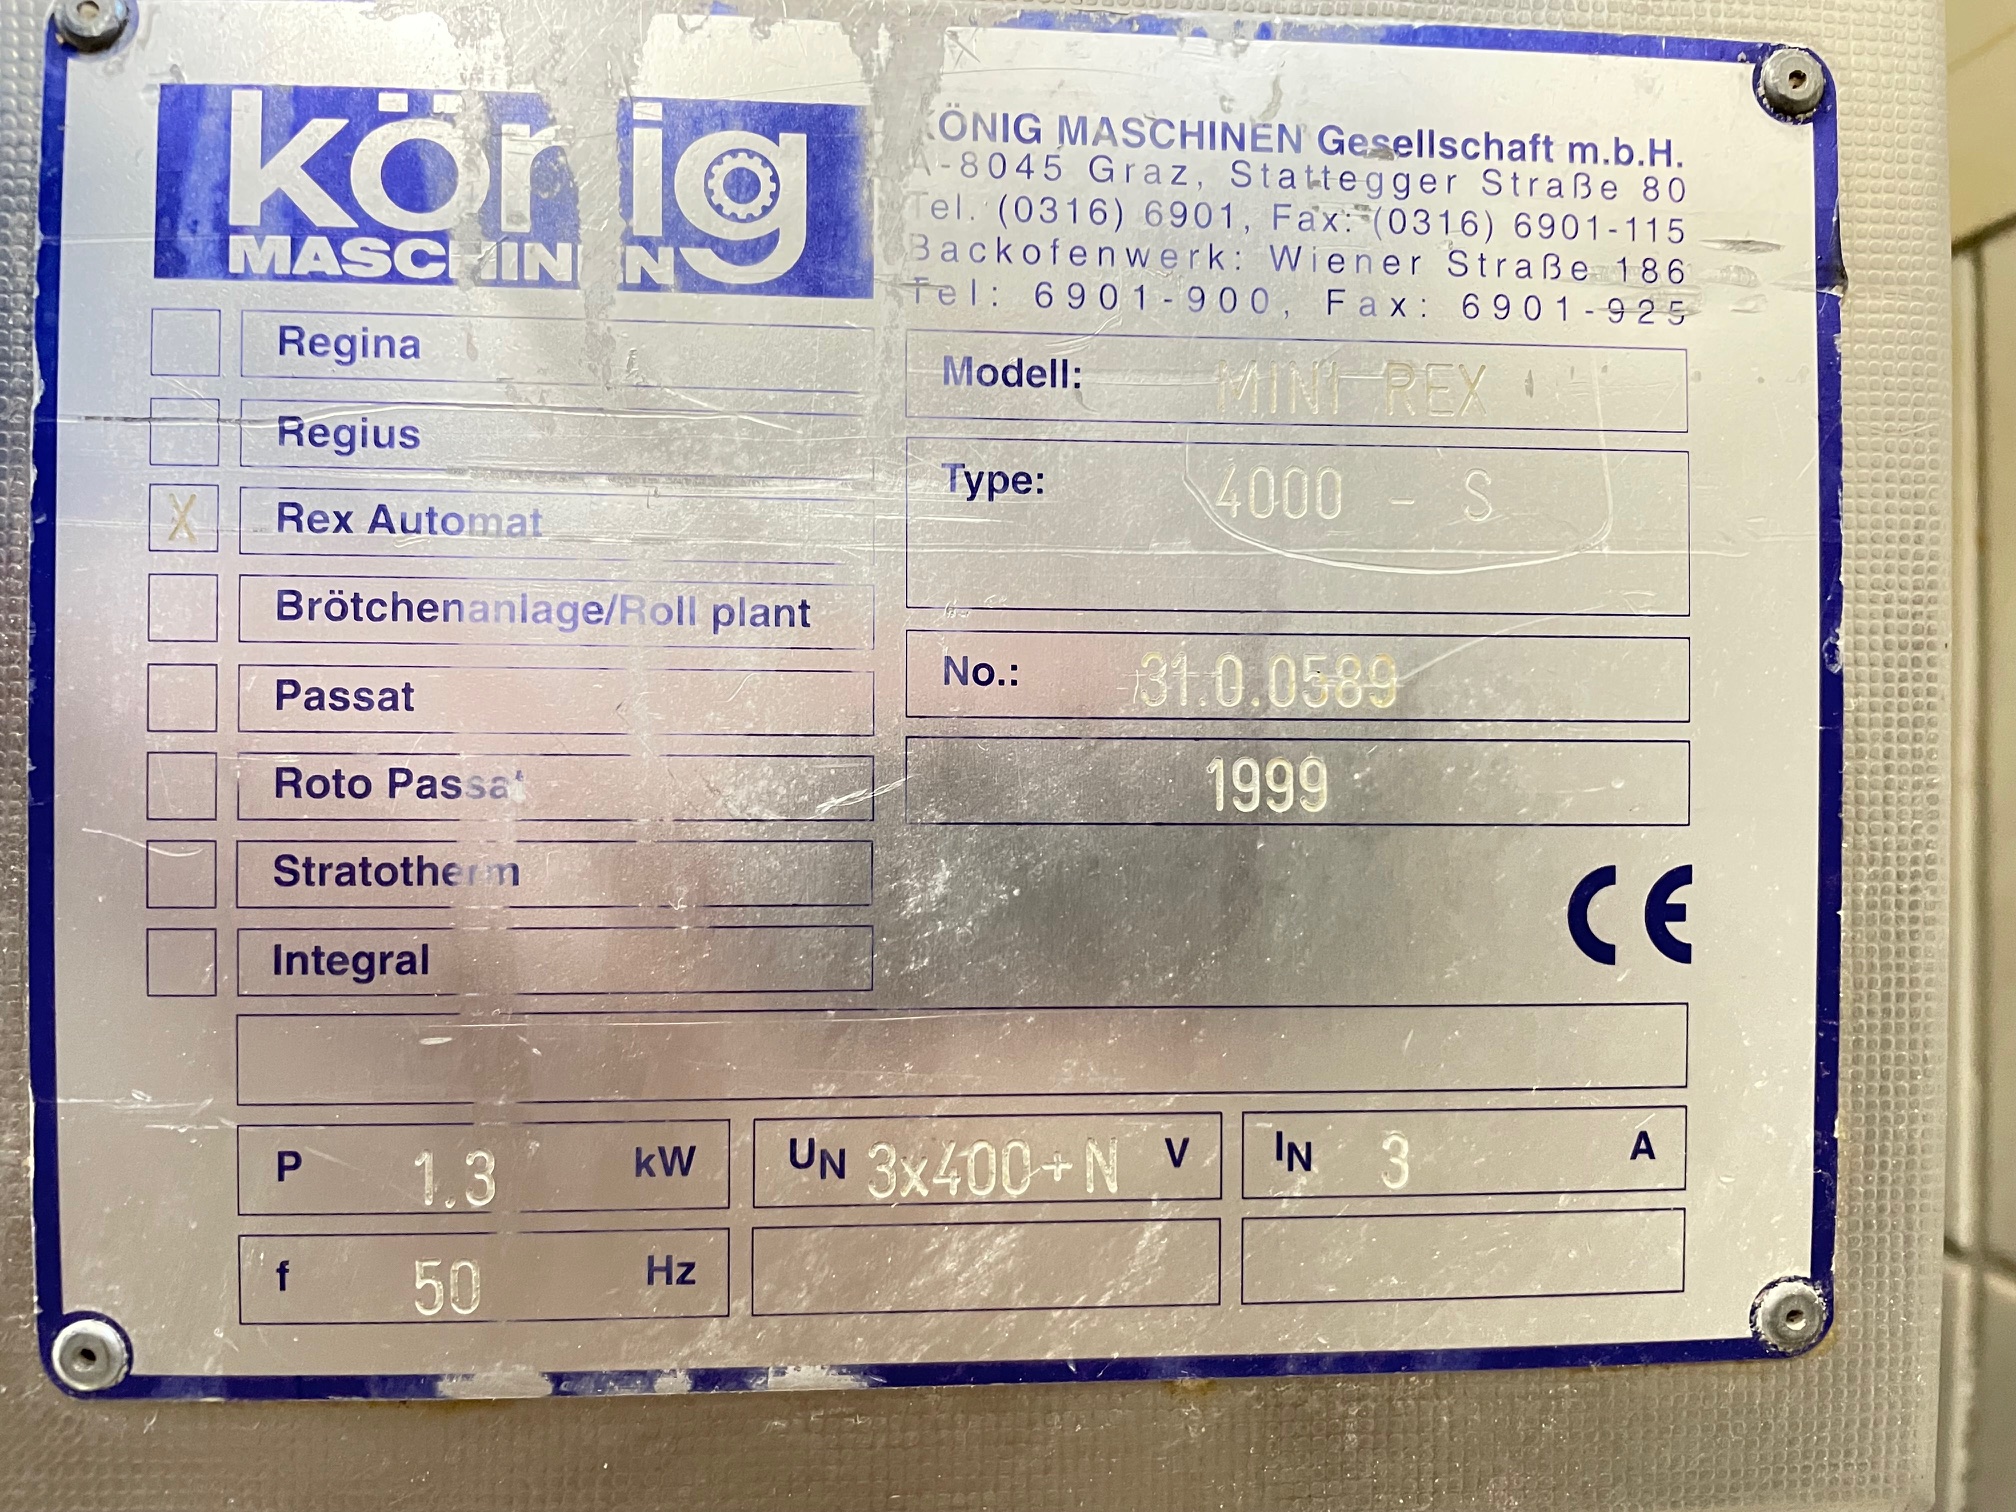 könig
MASCHINEN
KÖNIG MASCHINEN Gesellschaft m.b.H.
A-8045 Graz, Stattegger Straße 80
Tel. (0316) 6901, Fax: (0316) 6901-115
Backofenwerk: Wiener Straße 186
Tel: 6901-900, Fax: 6901-925
Regina
Regius
X Rex Automat
Brötchenanlage/Roll plant
Passat
Roto Passat
Stratotherm
Integral
Modell: MINI REX
Type: 4000 - S
No.: 31.0.0589
1999
CE
P 1.3 kW
UN 3x400+N V
IN 3 A
f 50 Hz